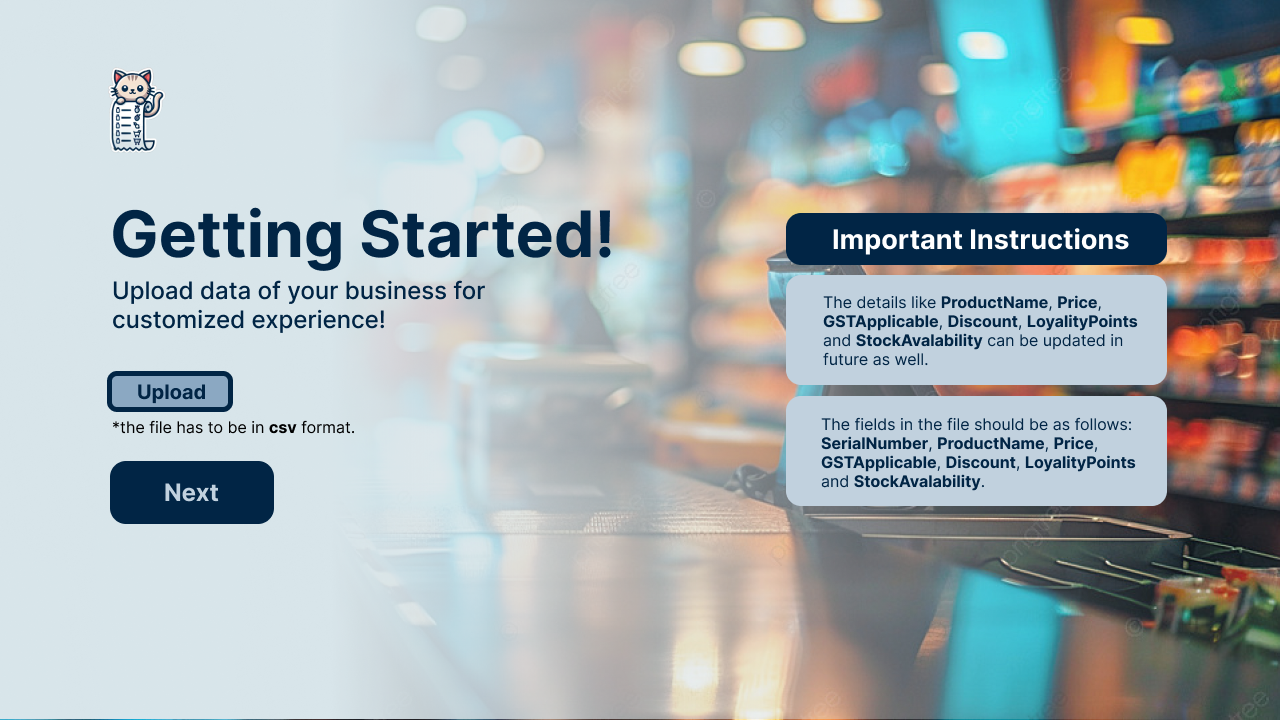 Getting Started!
Upload data of your business for
customized experience!
Upload
*the file has to be in csv format.
Next
Important Instructions
The details like ProductName, Price,
GSTApplicable, Discount, LoyalityPoints
and StockAvalability can be updated in
future as well.
The fields in the file should be as follows:
SerialNumber, ProductName, Price,
GSTApplicable, Discount, LoyalityPoints
and StockAvalability.
pngtree